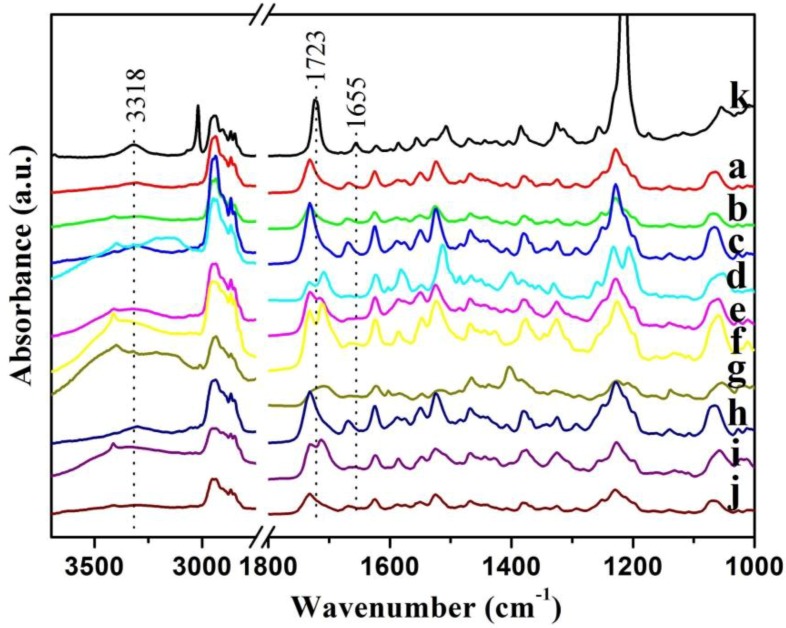 3318
1723
1655
k
a
b
c
d
e
f
g
h
i
j
Absorbance (a.u.)
3500 3000 1800 1600 1400 1200 1000
Wavenumber (cm⁻¹)